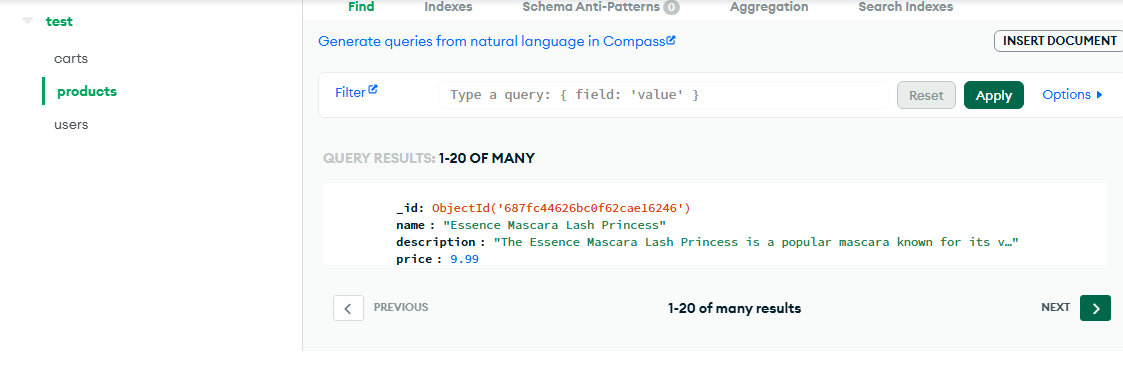 test
carts
products
users
Find Indexes Schema Anti-Patterns 0 Aggregation Search Indexes
Generate queries from natural language in Compass
INSERT DOCUMENT
Filter Type a query: { field: 'value' } Reset Apply Options
QUERY RESULTS: 1-20 OF MANY
_id: ObjectId('687fc44626bc0f62cae16246')
name : "Essence Mascara Lash Princess"
description : "The Essence Mascara Lash Princess is a popular mascara known for its v…"
price : 9.99
PREVIOUS 1-20 of many results NEXT